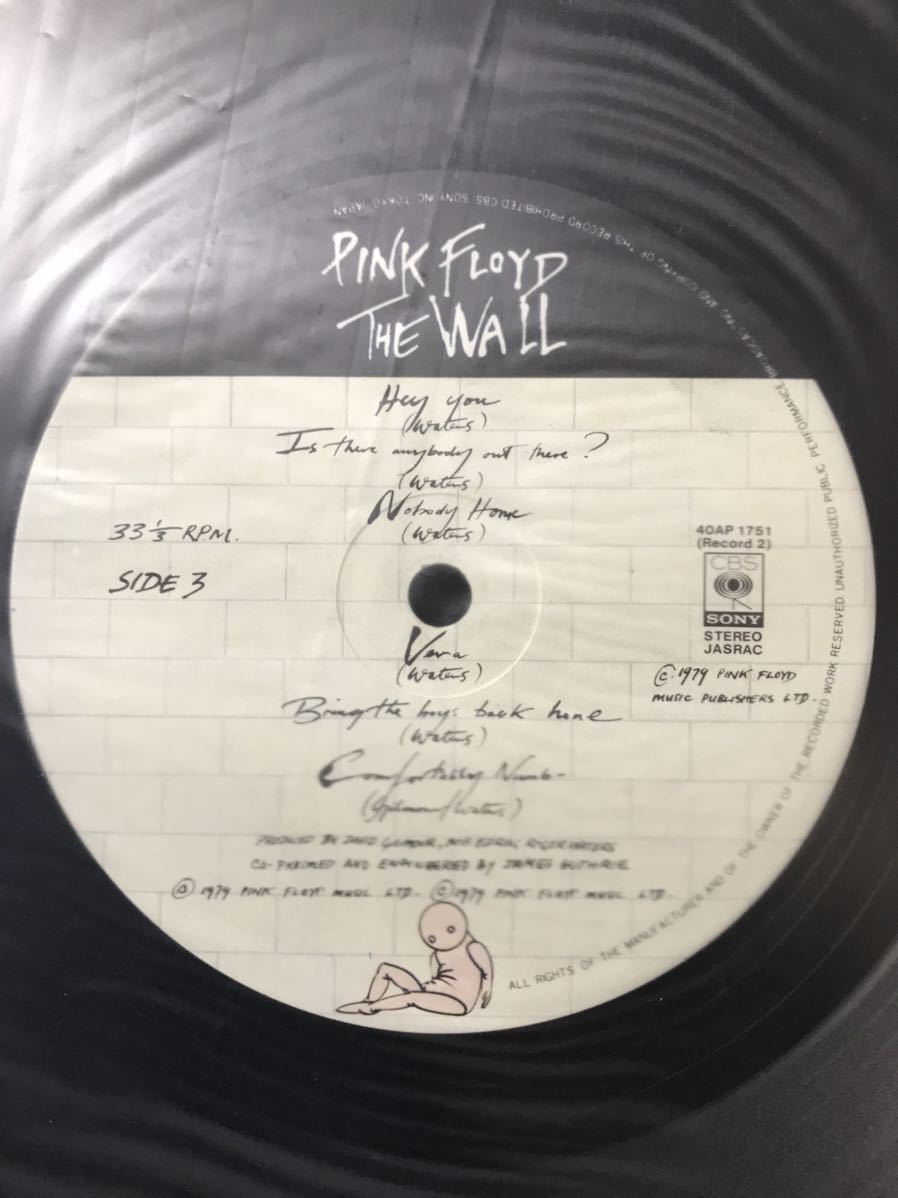 PINK FLOYD
THE WALL
Hey you
(Waters)
Is there anybody out there?
(Waters)
Nobody Home
(Waters)
33 1/3 RPM.
SIDE 3
40AP 1751
(Record 2)
CBS
SONY
STEREO
JASRAC
Ⓒ 1979 PINK FLOYD
MUSIC PUBLISHERS LTD.
Vera
(Waters)
Bring the boys back home
(Waters)
Comfortably Numb
(Gilmour/Waters)
PRODUCED BY DAVID GILMOUR, BOB EZRIN, ROGER WATERS
CO-PRODUCED AND ENGINEERED BY JAMES GUTHRIE
Ⓟ 1979 PINK FLOYD MUSIC LTD. Ⓒ 1979 PINK FLOYD MUSIC LTD.
ALL RIGHTS OF THE MANUFACTURER AND OF THE OWNER OF THE RECORDED WORK RESERVED. UNAUTHORIZED PUBLIC PERFORMANCE BROADCASTING AND COPYING OF THIS RECORD PROHIBITED CBS SONY INC. TOKYO JAPAN